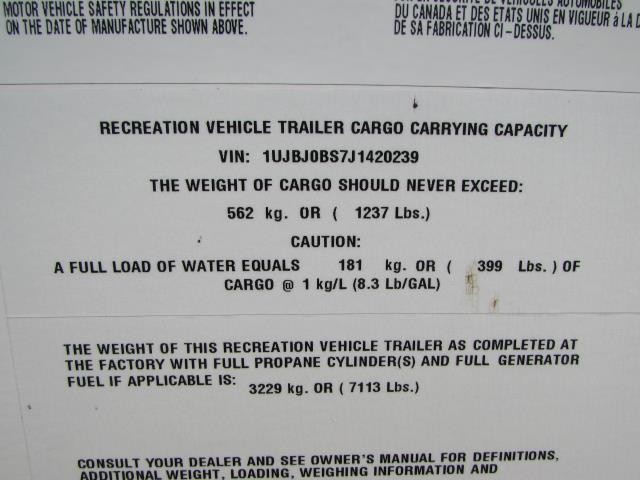 MOTOR VEHICLE SAFETY REGULATIONS IN EFFECT
ON THE DATE OF MANUFACTURE SHOWN ABOVE.
DE VEHICULES AUTOMOBILES
DU CANADA ET DES ETATS UNIS EN VIGUEUR à LA
DE SA FABRICATION CI-DESSUS.
RECREATION VEHICLE TRAILER CARGO CARRYING CAPACITY
VIN: 1UJBJ0BS7J1420239
THE WEIGHT OF CARGO SHOULD NEVER EXCEED:
562 kg. OR ( 1237 Lbs.)
CAUTION:
A FULL LOAD OF WATER EQUALS 181 kg. OR ( 399 Lbs. ) OF
CARGO @ 1 kg/L (8.3 Lb/GAL)
THE WEIGHT OF THIS RECREATION VEHICLE TRAILER AS COMPLETED AT
THE FACTORY WITH FULL PROPANE CYLINDER(S) AND FULL GENERATOR
FUEL IF APPLICABLE IS: 3229 kg. OR ( 7113 Lbs.)
CONSULT YOUR DEALER AND SEE OWNER'S MANUAL FOR DEFINITIONS,
ADDITIONAL WEIGHT, LOADING, WEIGHING INFORMATION AND